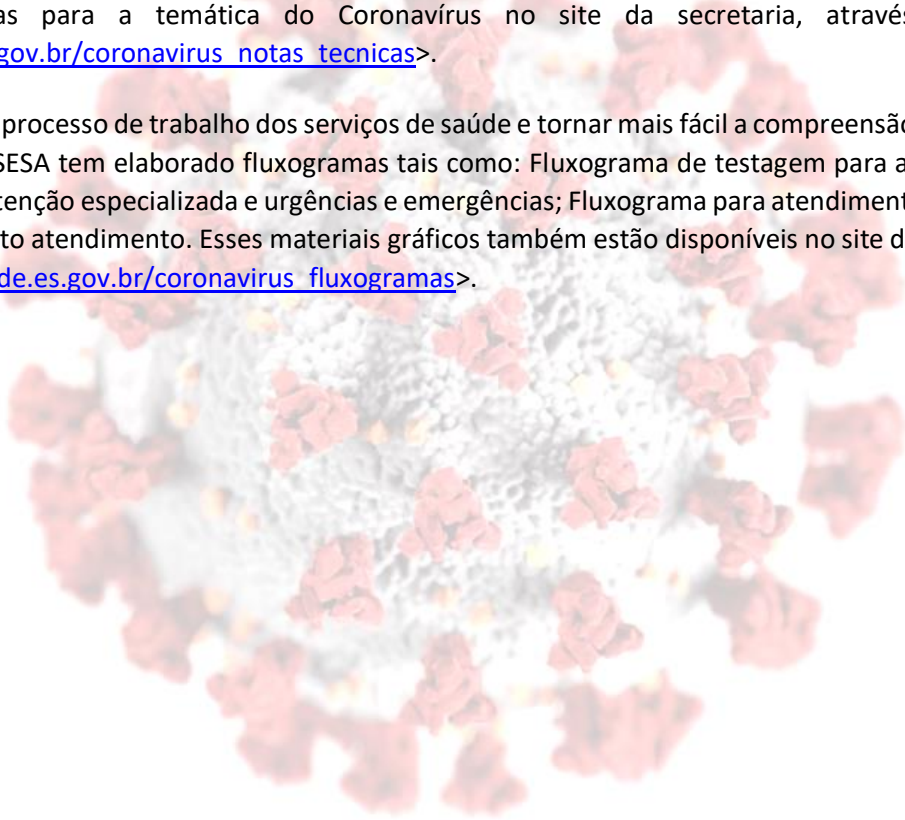 as para a temática do Coronavírus no site da secretaria, através
gov.br/coronavirus_notas_tecnicas>.
processo de trabalho dos serviços de saúde e tornar mais fácil a compreensão
SESA tem elaborado fluxogramas tais como: Fluxograma de testagem para a
tenção especializada e urgências e emergências; Fluxograma para atendiment
to atendimento. Esses materiais gráficos também estão disponíveis no site d
de.es.gov.br/coronavirus_fluxogramas>.